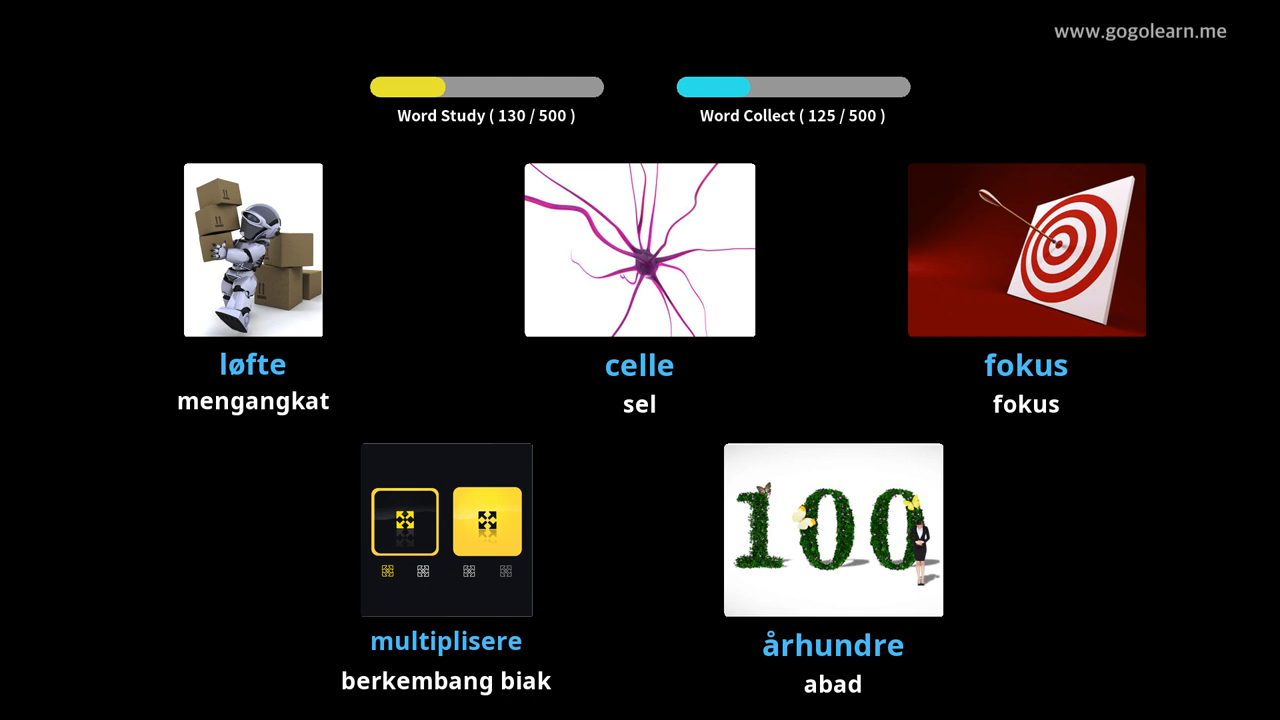 www.gogolearn.me
Word Study ( 130 / 500 )
Word Collect ( 125 / 500 )
løfte
mengangkat
celle
sel
fokus
fokus
multiplisere
berkembang biak
100
århundre
abad